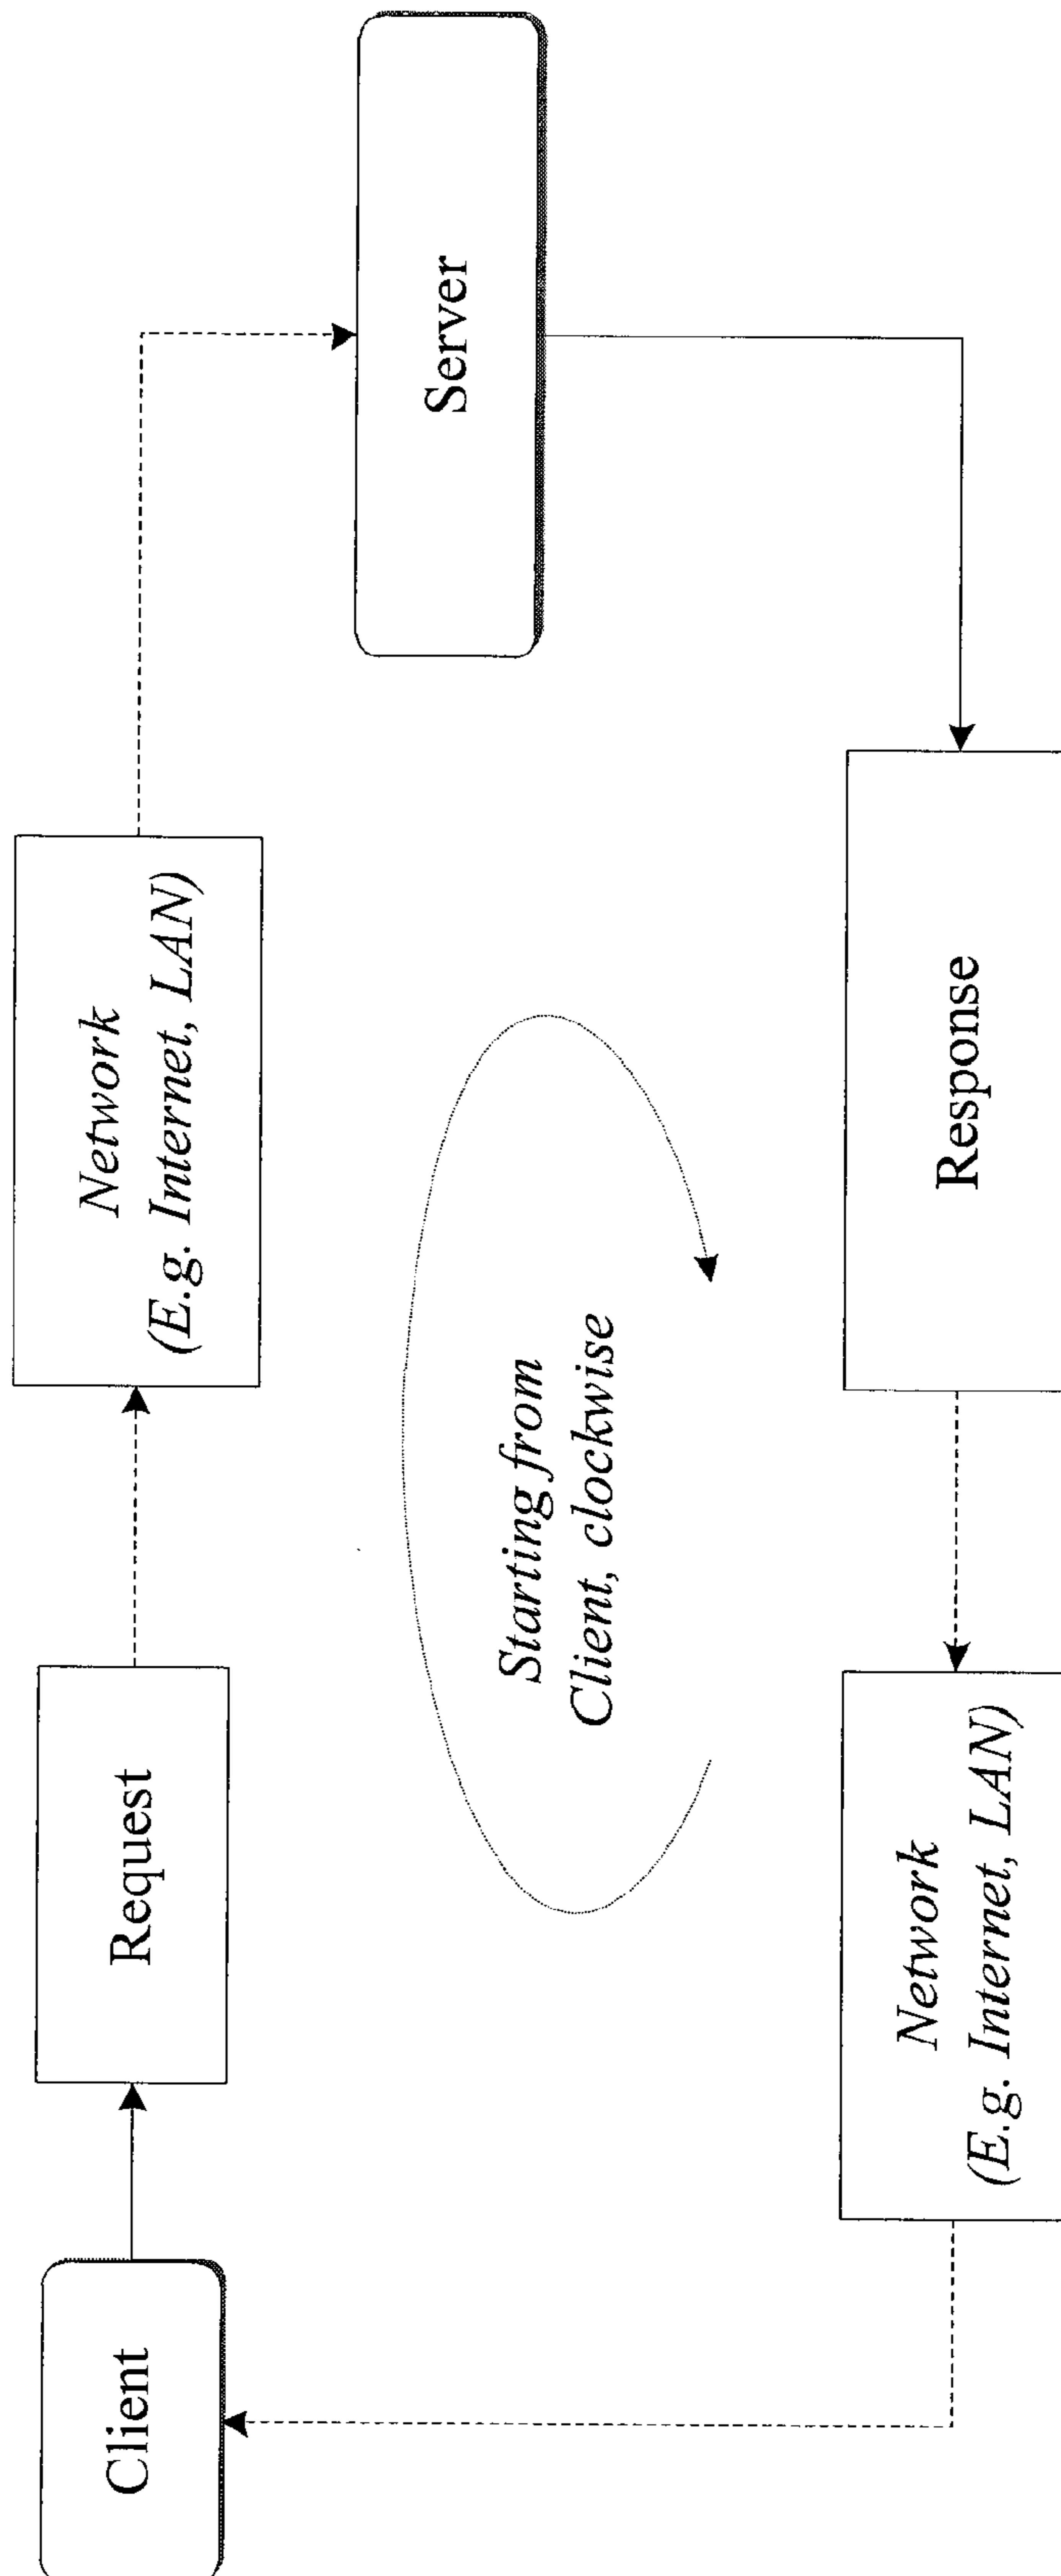 Client
Request
Network
(E.g. Internet, LAN)
Server
Starting from
Client, clockwise
Response
Network
(E.g. Internet, LAN)